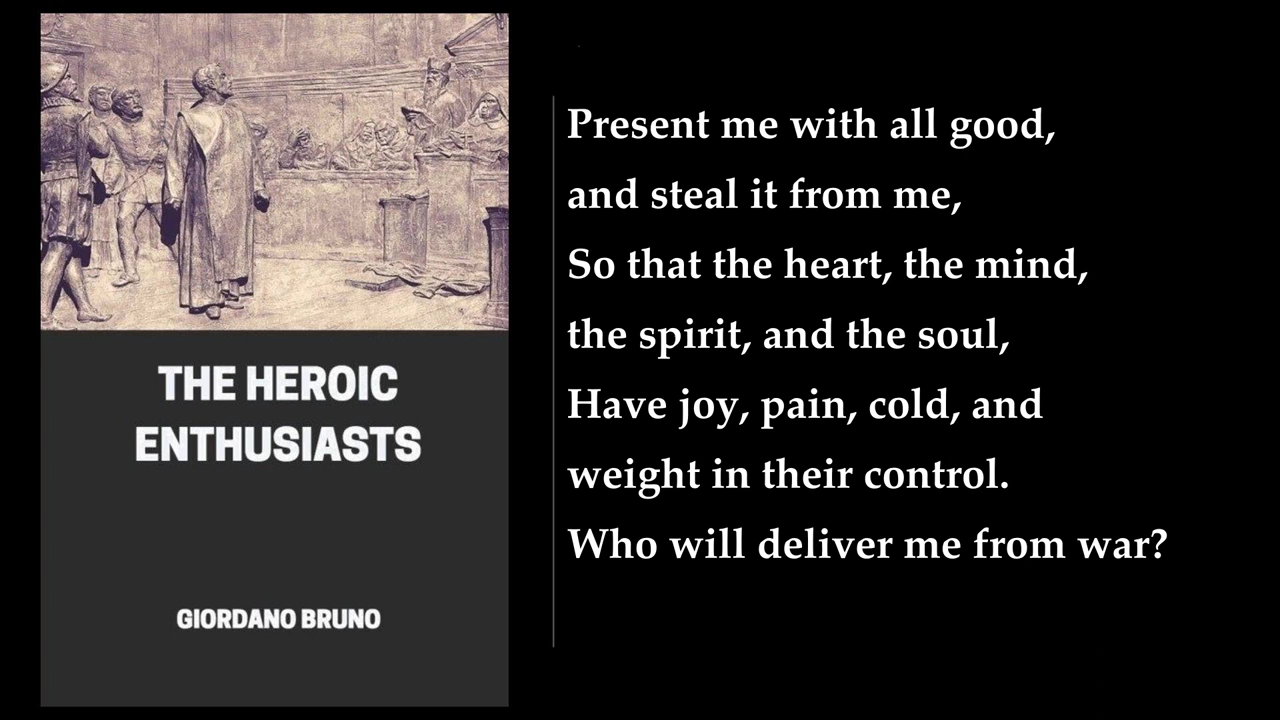 THE HEROIC
ENTHUSIASTS
GIORDANO BRUNO
Present me with all good,
and steal it from me,
So that the heart, the mind,
the spirit, and the soul,
Have joy, pain, cold, and
weight in their control.
Who will deliver me from war?